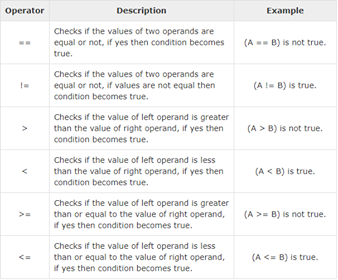 Operator Description Example
== Checks if the values of two operands are
equal or not, if yes then condition becomes
true. (A == B) is not true.
!= Checks if the values of two operands are
equal or not, if values are not equal then
condition becomes true. (A != B) is true.
> Checks if the value of left operand is greater
than the value of right operand, if yes then
condition becomes true. (A > B) is not true.
< Checks if the value of left operand is less
than the value of right operand, if yes then
condition becomes true. (A < B) is true.
>= Checks if the value of left operand is greater
than or equal to the value of right operand,
if yes then condition becomes true. (A >= B) is not true.
<= Checks if the value of left operand is less
than or equal to the value of right operand,
if yes then condition becomes true. (A <= B) is true.